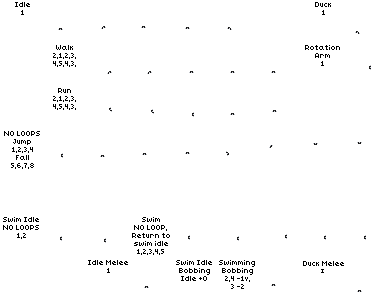 Idle
1
Duck
1
Walk
2,1,2,3,
4,5,4,3,
Rotation
Arm
1
Run
2,1,2,3,
4,5,4,3,
NO LOOPS
Jump
1,2,3,4
Fall
5,6,7,8
Swim Idle
NO LOOPS
1,2
Swim
NO LOOP,
Return to
swim idle
1,2,3,4,5
Idle Melee
1
Swim Idle
Bobbing
Idle +0
Swimming
Bobbing
2,4 -1v,
3 -2
Duck Melee
1